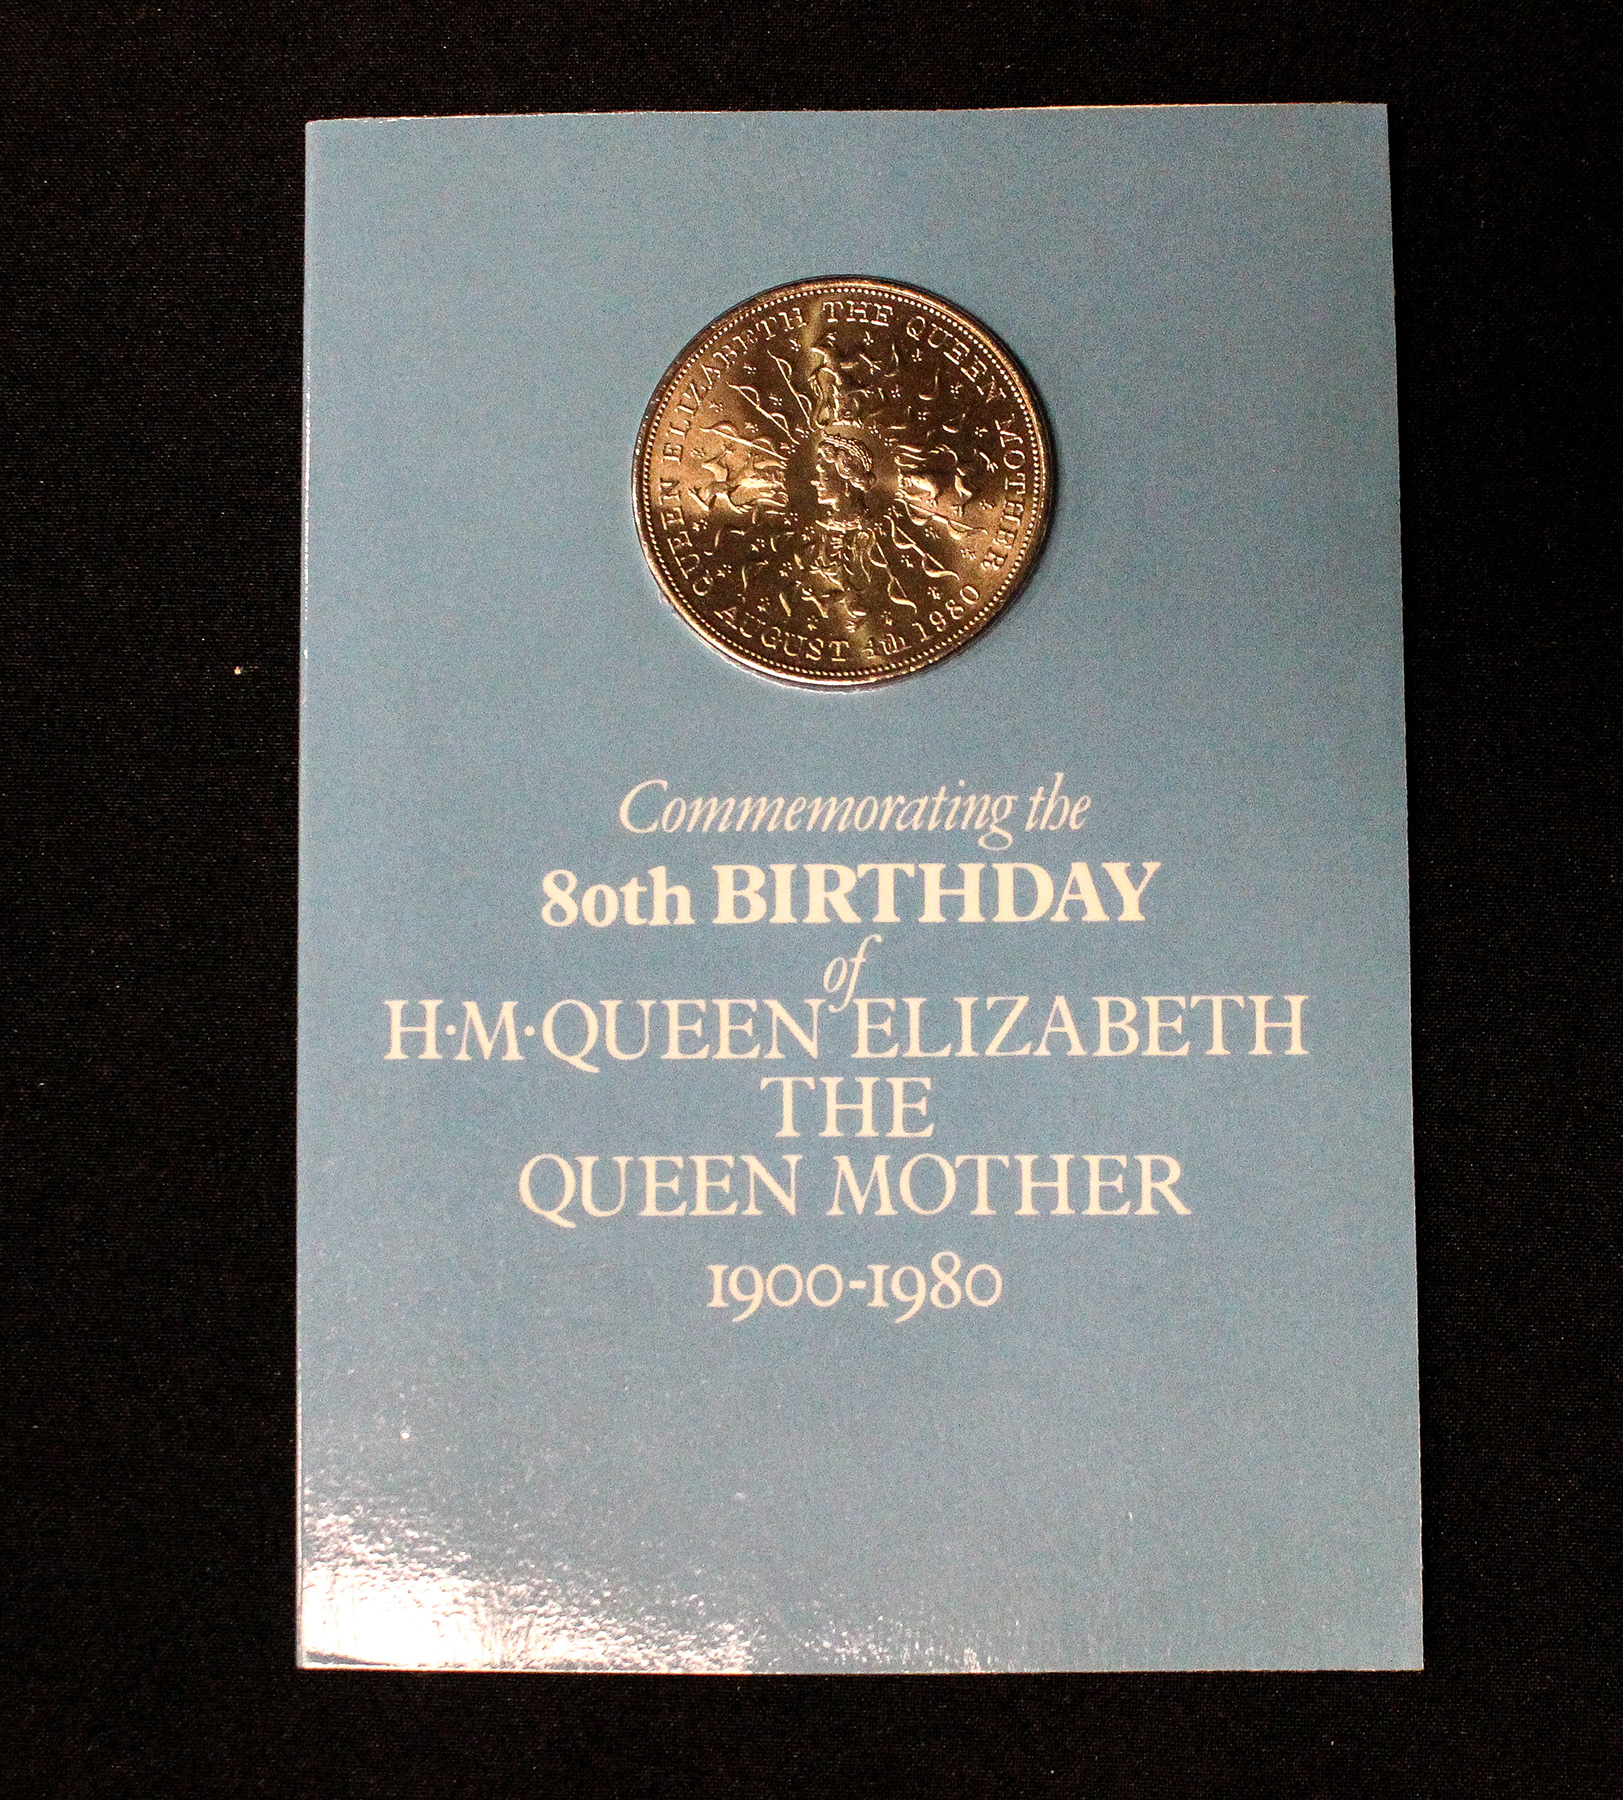 QUEEN ELIZABETH THE QUEEN MOTHER
AUGUST 4th 1980
Commemorating the
80th BIRTHDAY
of
H·M·QUEEN ELIZABETH
THE
QUEEN MOTHER
1900-1980